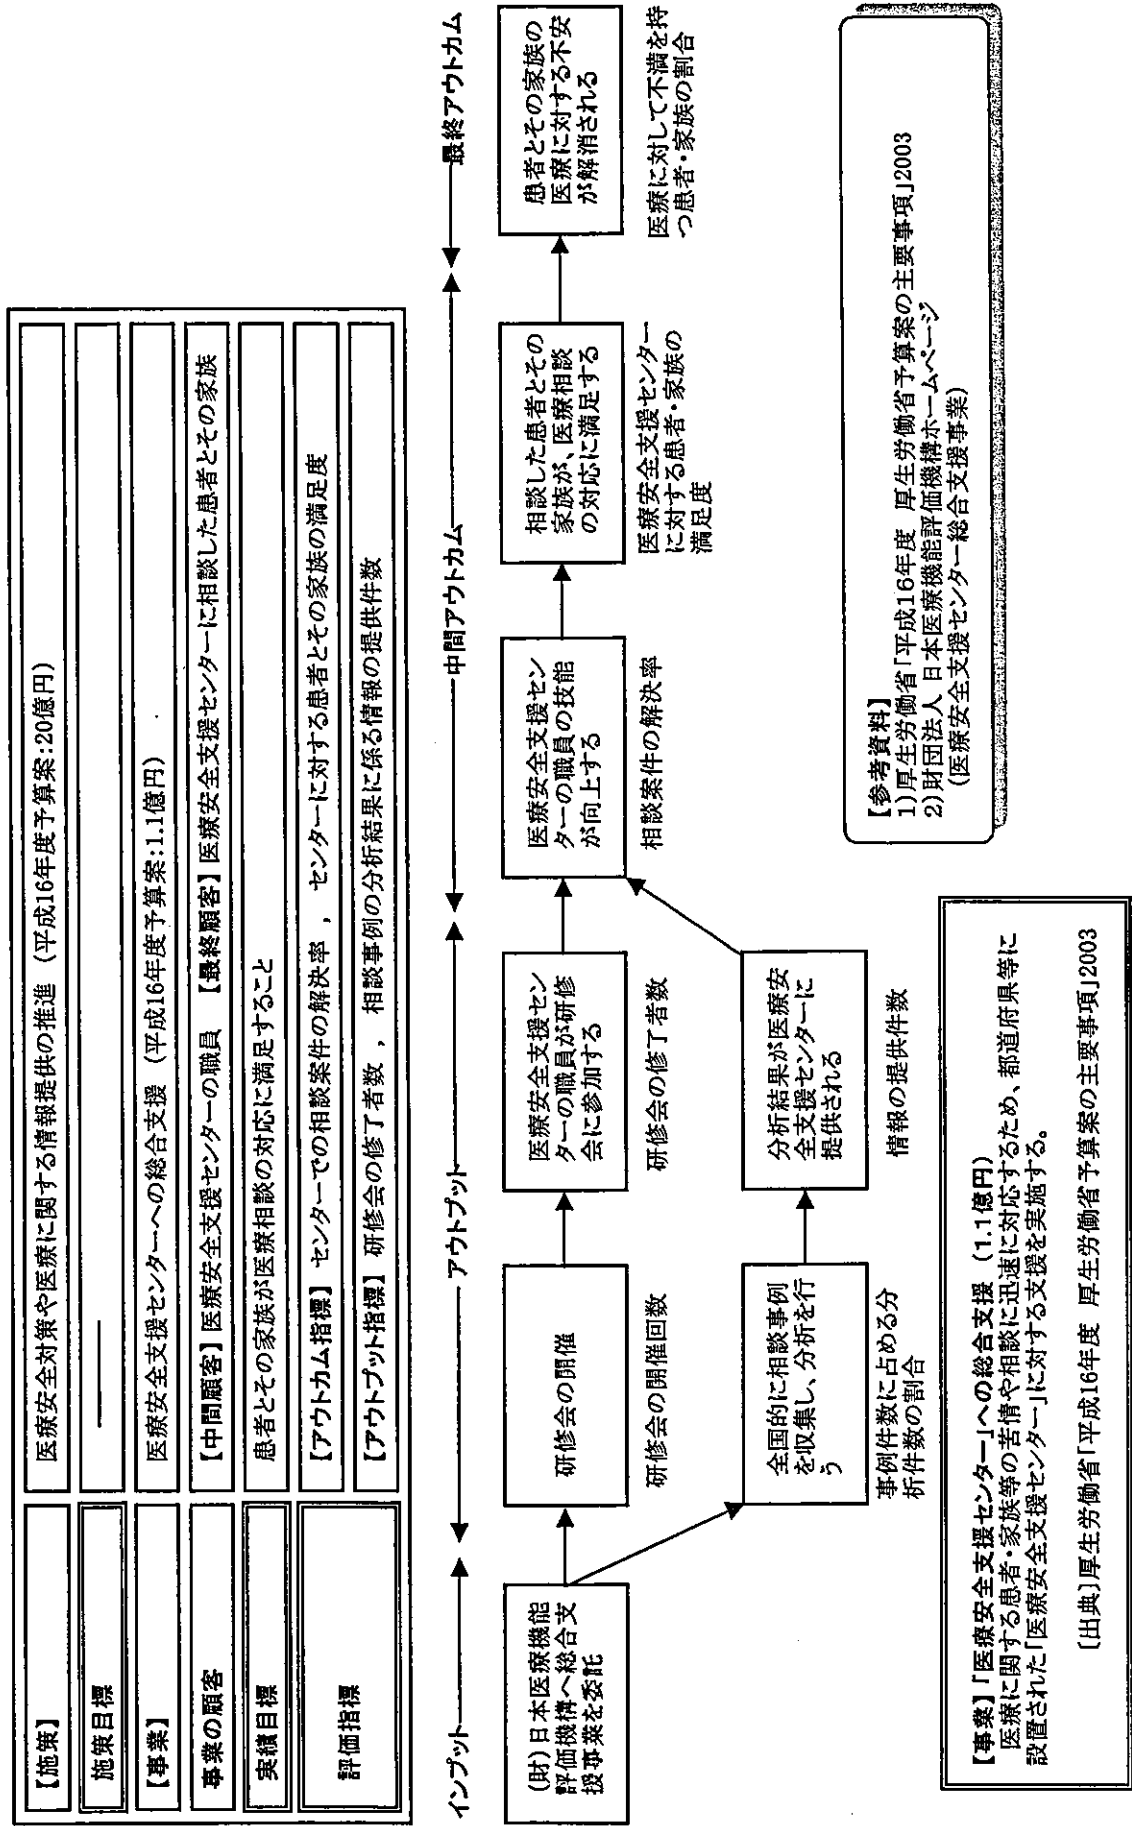 【施策】
医療安全対策や医療に関する情報提供の推進 (平成16年度予算案:20億円)
施策目標
【事業】
医療安全支援センターへの総合支援 (平成16年度予算案:1.1億円)
事業の顧客
【中間顧客】医療安全支援センターの職員 【最終顧客】医療安全支援センターに相談した患者とその家族
実績目標
患者とその家族が医療相談の対応に満足すること
評価指標
【アウトカム指標】 センターでの相談案件の解決率 , センターに対する患者とその家族の満足度
【アウトプット指標】 研修会の修了者数 , 相談事例の分析結果に係る情報の提供件数
インプット
アウトプット
中間アウトカム
最終アウトカム
(財)日本医療機能
評価機構へ総合支
援事業を委託
研修会の開催
研修会の開催回数
医療安全支援セン
ターの職員が研修
会に参加する
研修会の修了者数
医療安全支援セン
ターの職員の技能
が向上する
相談案件の解決率
相談した患者とその
家族が、医療相談
の対応に満足する
医療安全支援センター
に対する患者・家族の
満足度
患者とその家族の
医療に対する不安
が解消される
医療に対して不満を持
つ患者・家族の割合
全国的に相談事例
を収集し、分析を行
う
事例件数に占める分
析件数の割合
分析結果が医療安
全支援センターに
提供される
情報の提供件数
【事業】「医療安全支援センター」への総合支援 (1.1億円)
医療に関する患者・家族等の苦情や相談に迅速に対応するため、都道府県等に
設置された「医療安全支援センター」に対する支援を実施する。
[出典]厚生労働省「平成16年度 厚生労働省予算案の主要事項」2003
【参考資料】
1)厚生労働省「平成16年度 厚生労働省予算案の主要事項」2003
2)財団法人 日本医療機能評価機構ホームページ
(医療安全支援センター総合支援事業)